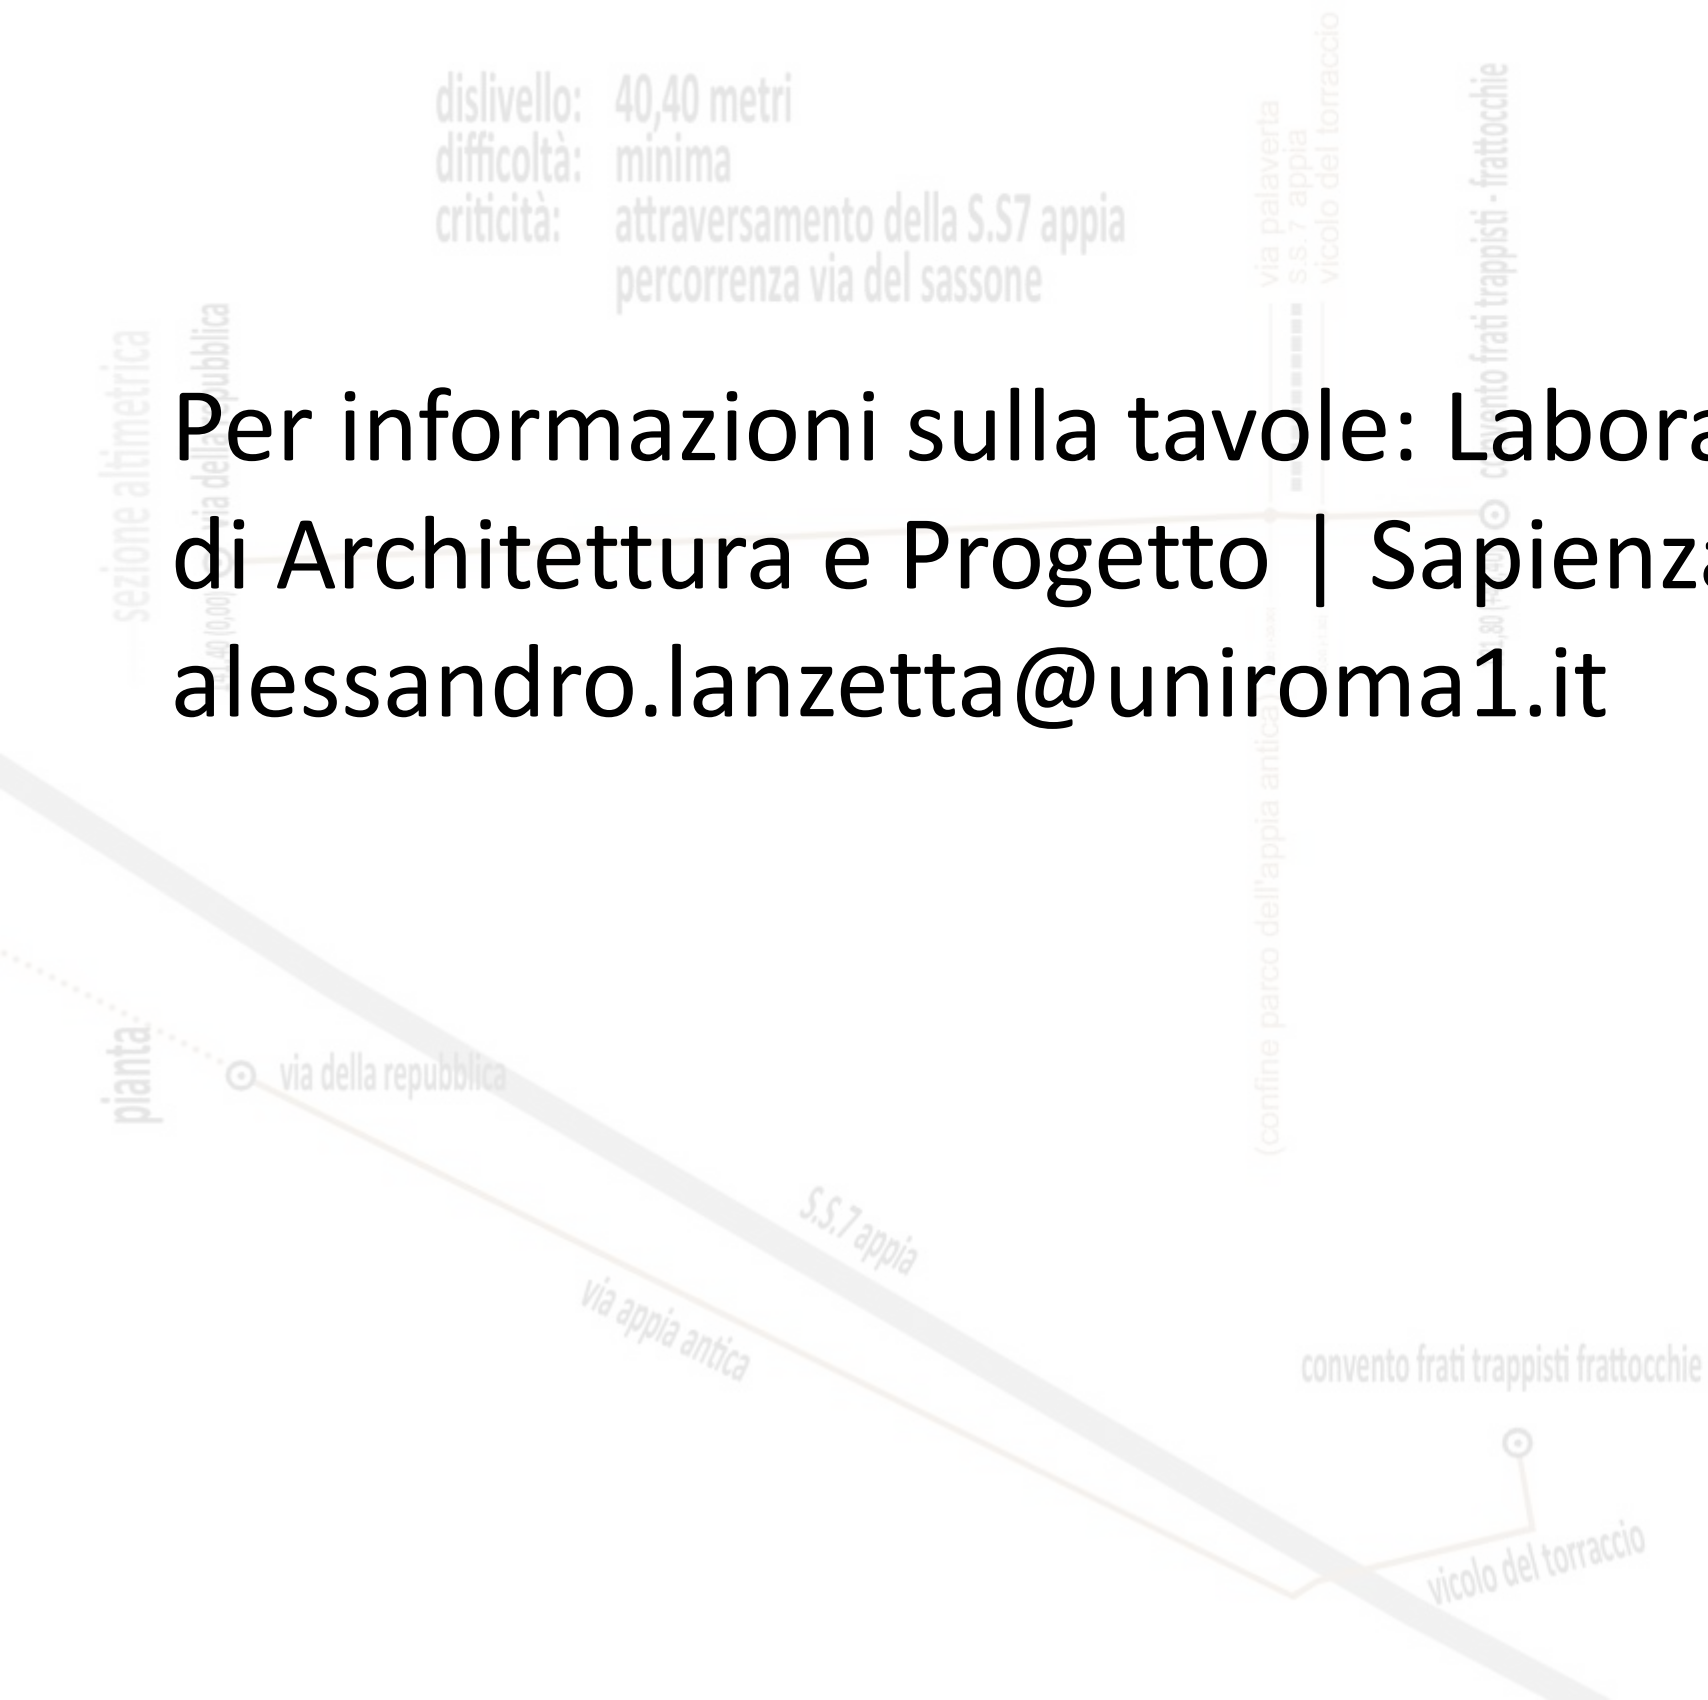 dislivello: 40,40 metri
difficoltà: minima
criticità: attraversamento della S.S7 appia
percorrenza via del sassone
via palaverta
s.s. 7 appia
vicolo del torraccio
convento frati trappisti - frattocchie
sezione altimetrica
via della repubblica
Per informazioni sulla tavole: Labora
di Architettura e Progetto | Sapienza
alessandro.lanzetta@uniroma1.it
(confine parco dell'appia antica)
pianta
via della repubblica
S.S.7 appia
via appia antica
convento frati trappisti frattocchie
vicolo del torraccio